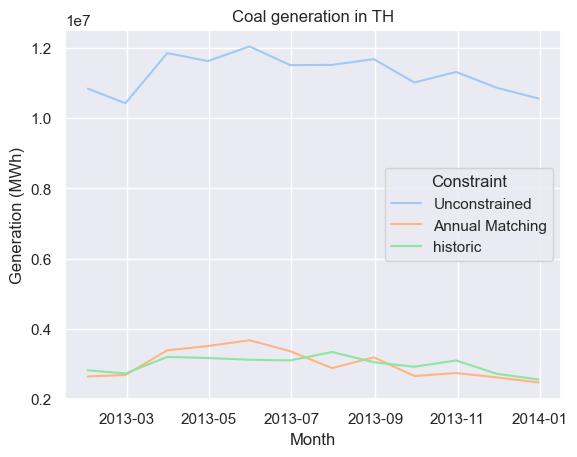 Coal generation in TH
1e7
1.2
1.0
0.8
0.6
0.4
0.2
Generation (MWh)
Constraint
Unconstrained
Annual Matching
historic
2013-03 2013-05 2013-07 2013-09 2013-11 2014-01
Month